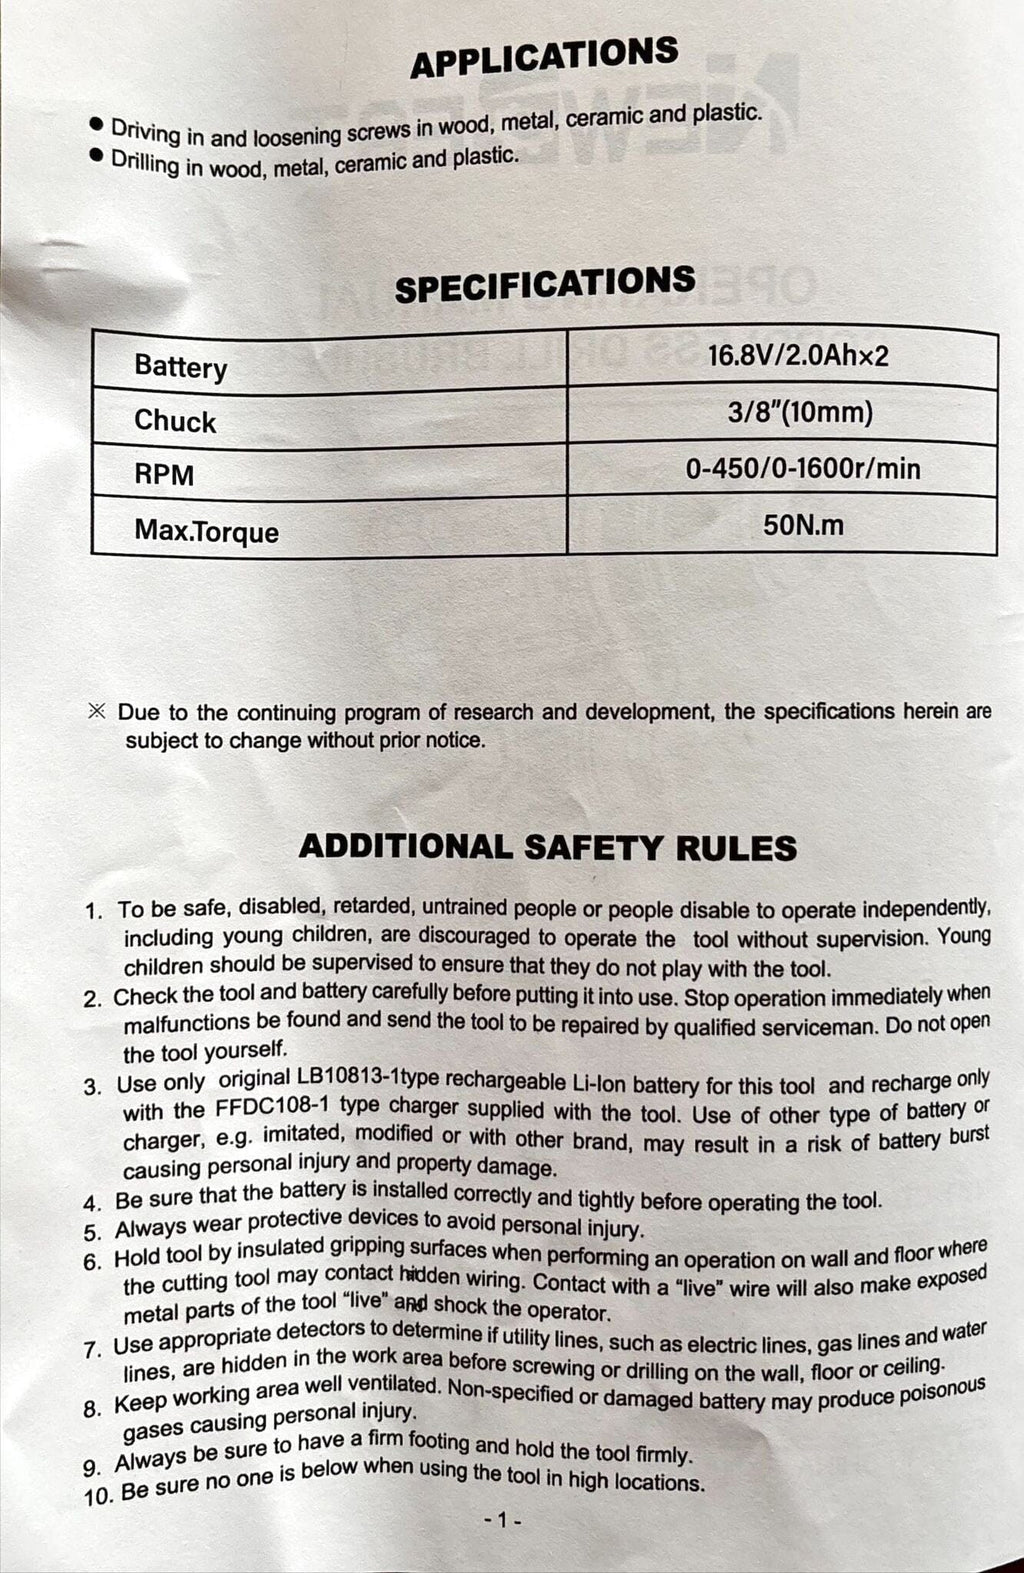 APPLICATIONS
● Driving in and loosening screws in wood, metal, ceramic and plastic.
● Drilling in wood, metal, ceramic and plastic.
SPECIFICATIONS
Battery 16.8V/2.0Ah×2
Chuck 3/8″(10mm)
RPM 0-450/0-1600r/min
Max.Torque 50N.m
※ Due to the continuing program of research and development, the specifications herein are
subject to change without prior notice.
ADDITIONAL SAFETY RULES
1. To be safe, disabled, retarded, untrained people or people disable to operate independently,
including young children, are discouraged to operate the tool without supervision. Young
children should be supervised to ensure that they do not play with the tool.
2. Check the tool and battery carefully before putting it into use. Stop operation immediately when
malfunctions be found and send the tool to be repaired by qualified serviceman. Do not open
the tool yourself.
3. Use only original LB10813-1type rechargeable Li-Ion battery for this tool and recharge only
with the FFDC108-1 type charger supplied with the tool. Use of other type of battery or
charger, e.g. imitated, modified or with other brand, may result in a risk of battery burst
causing personal injury and property damage.
4. Be sure that the battery is installed correctly and tightly before operating the tool.
5. Always wear protective devices to avoid personal injury.
6. Hold tool by insulated gripping surfaces when performing an operation on wall and floor where
the cutting tool may contact hidden wiring. Contact with a “live” wire will also make exposed
metal parts of the tool “live” and shock the operator.
7. Use appropriate detectors to determine if utility lines, such as electric lines, gas lines and water
lines, are hidden in the work area before screwing or drilling on the wall, floor or ceiling.
8. Keep working area well ventilated. Non-specified or damaged battery may produce poisonous
gases causing personal injury.
9. Always be sure to have a firm footing and hold the tool firmly.
10. Be sure no one is below when using the tool in high locations.
- 1 -